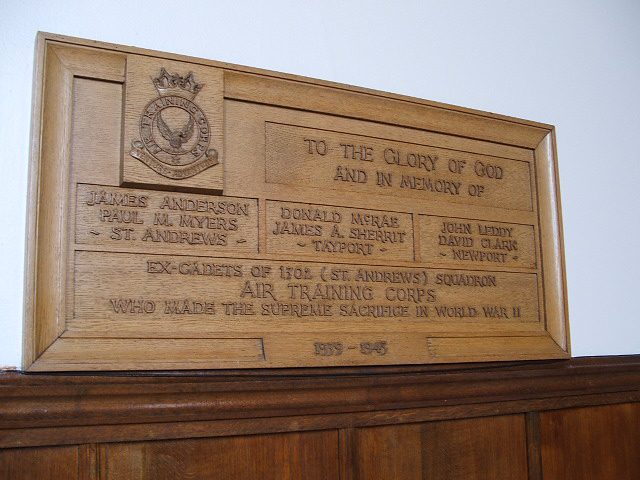 AIR TRAINING CORPS
TO THE GLORY OF GOD
AND IN MEMORY OF
JAMES ANDERSON
PAUL M. MYERS
~ ST. ANDREWS ~
DONALD McRAE
JAMES A. SHERRIT
~ TAYPORT ~
JOHN LEDDY
DAVID CLARK
~ NEWPORT ~
EX-CADETS OF 1302 (ST. ANDREWS) SQUADRON
AIR TRAINING CORPS
WHO MADE THE SUPREME SACRIFICE IN WORLD WAR II
1939 - 1945